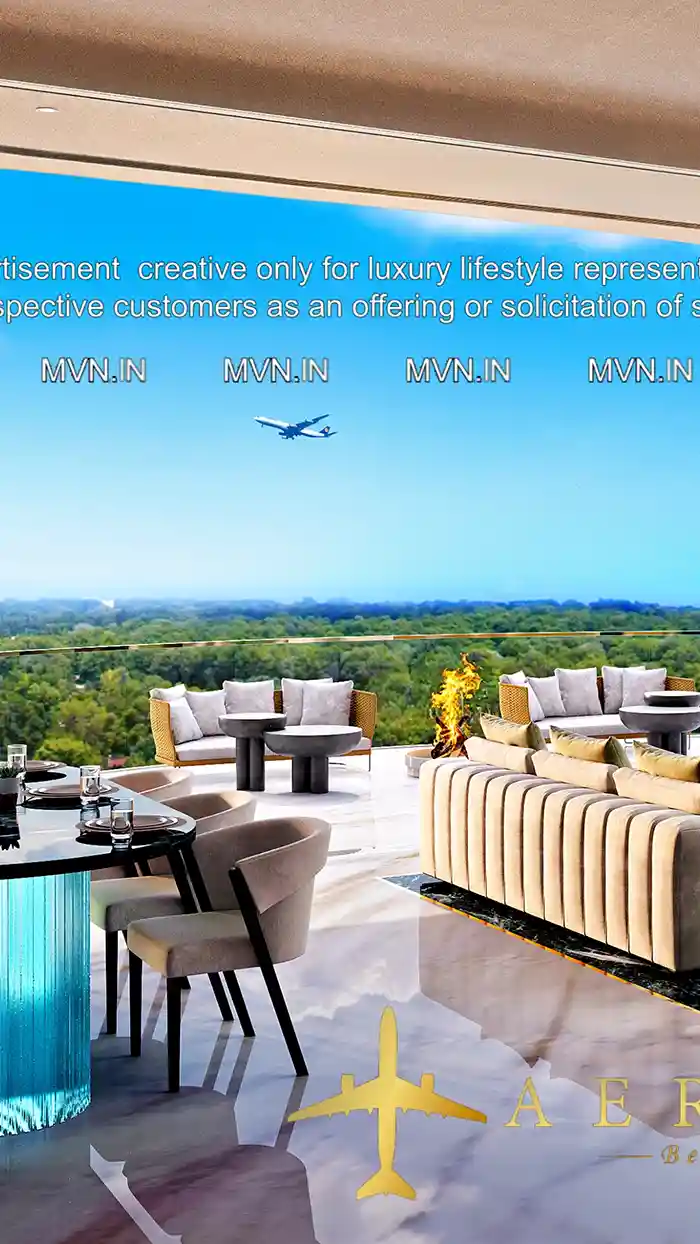 rtisement creative only for luxury lifestyle represent
spective customers as an offering or solicitation of s
MVN.IN MVN.IN MVN.IN MVN.IN
A E R
Be